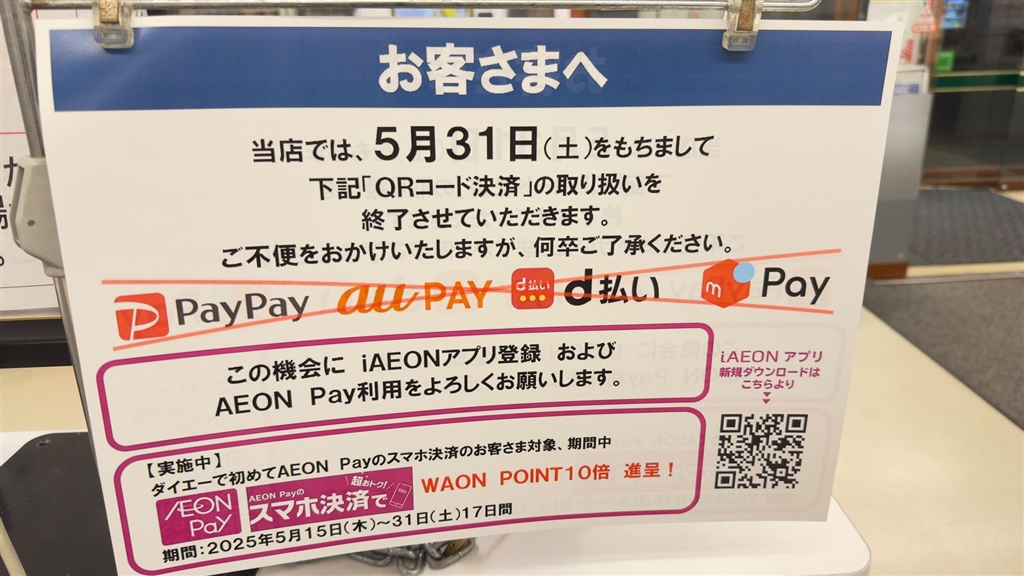 お客さまへ
当店では、5月31日(土)をもちまして
下記「QRコード決済」の取り扱いを
終了させていただきます。
ご不便をおかけいたしますが、何卒ご了承ください。
PayPay au PAY d払い d払い m Pay
この機会に iAEONアプリ登録 および
AEON Pay利用をよろしくお願いします。
iAEON アプリ
新規ダウンロードは
こちらより
【実施中】
ダイエーで初めてAEON Payのスマホ決済のお客さま対象、期間中
AEON Pay
AEON Payの 超おトク!
スマホ決済で
WAON POINT10倍 進呈!
期間:2025年5月15日(木)~31日(土)17日間